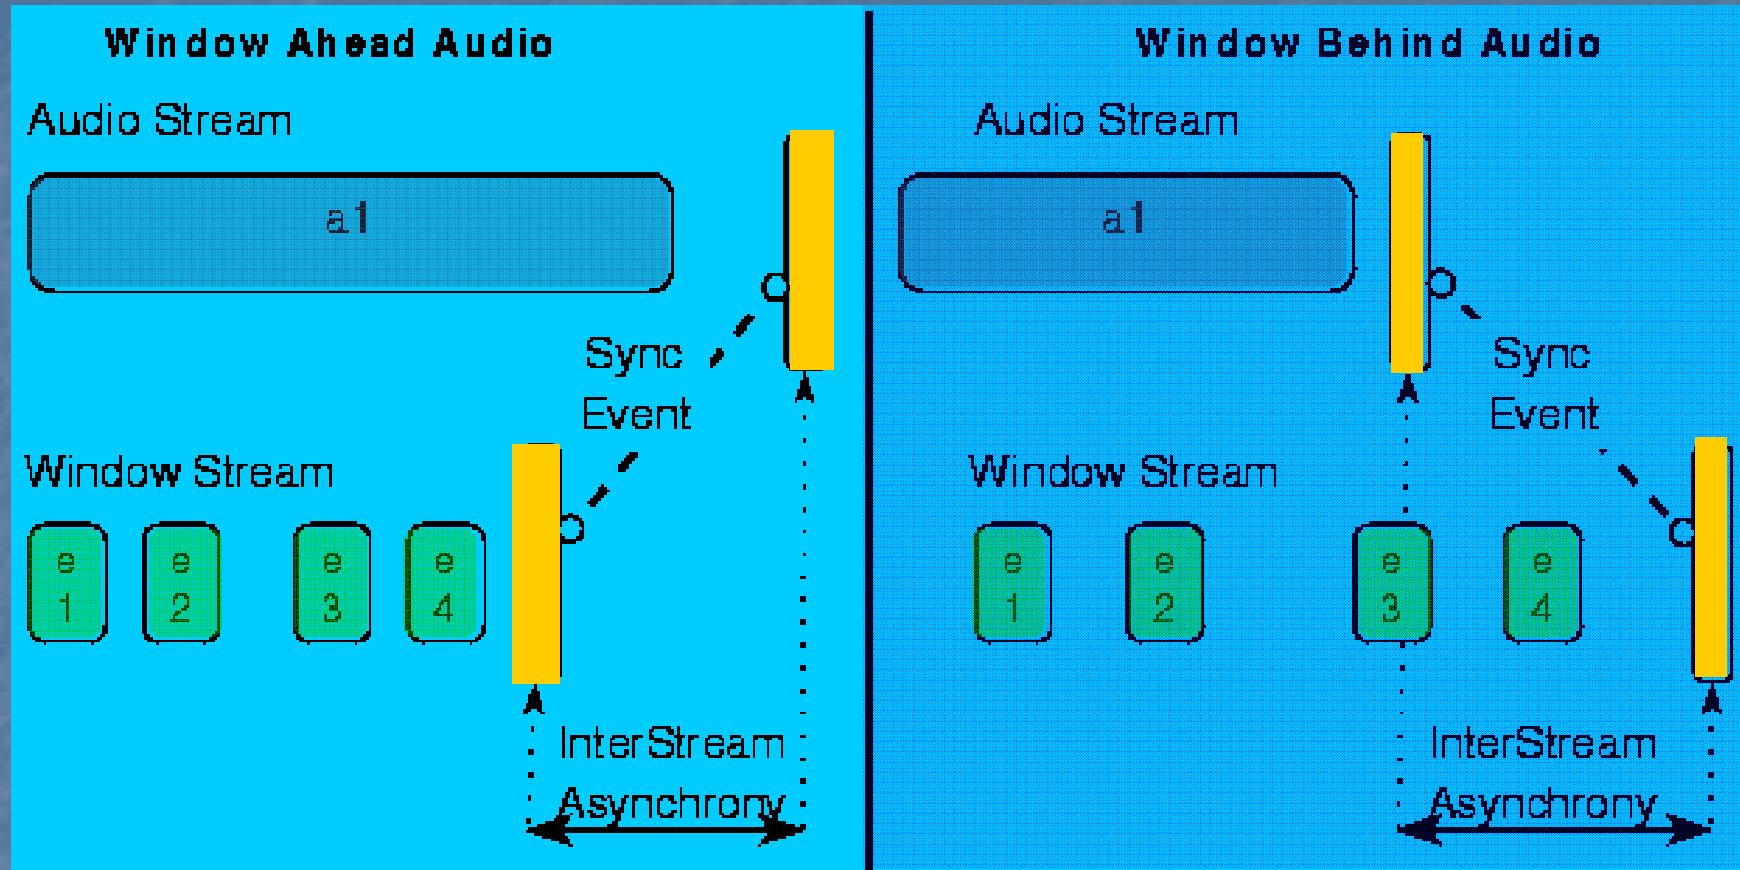 Window Ahead Audio
Audio Stream
a1
Sync
Event
Window Stream
e e e e
1 2 3 4
InterStream
Asynchrony
Window Behind Audio
Audio Stream
a1
Sync
Event
Window Stream
e e e e
1 2 3 4
InterStream
Asynchrony